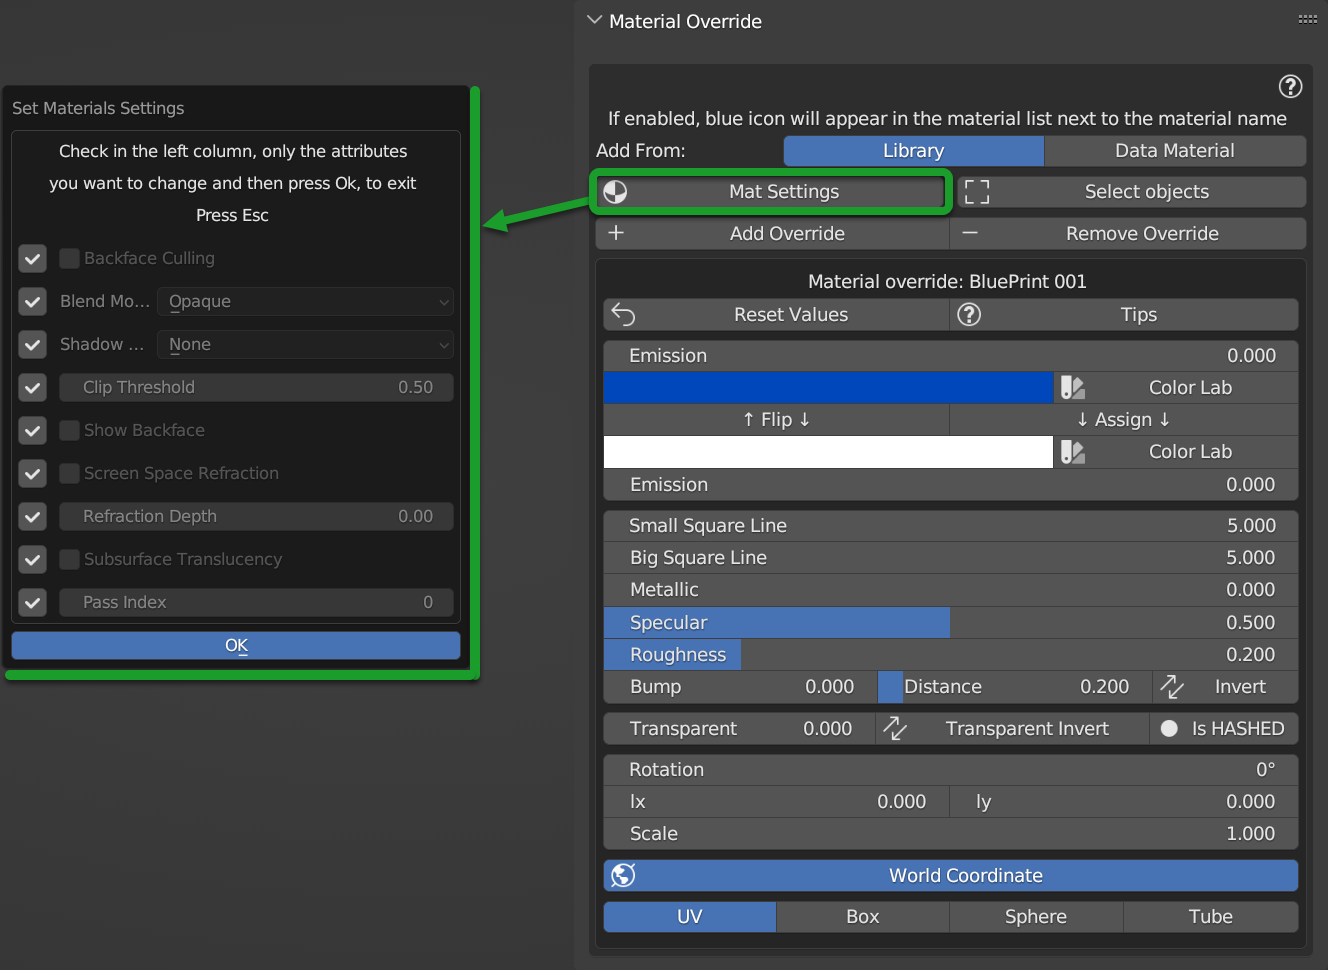 Material Override
If enabled, blue icon will appear in the material list next to the material name
Add From:
Library
Data Material
Mat Settings
Select objects
Add Override
Remove Override
Material override: BluePrint 001
Reset Values
Tips
Emission 0.000
Color Lab
↑ Flip ↓
↓ Assign ↓
Color Lab
Emission 0.000
Small Square Line 5.000
Big Square Line 5.000
Metallic 0.000
Specular 0.500
Roughness 0.200
Bump 0.000
Distance 0.200
Invert
Transparent 0.000
Transparent Invert
Is HASHED
Rotation 0°
lx 0.000
ly 0.000
Scale 1.000
World Coordinate
UV
Box
Sphere
Tube
Set Materials Settings
Check in the left column, only the attributes
you want to change and then press Ok, to exit
Press Esc
Backface Culling
Blend Mo... Opaque
Shadow ... None
Clip Threshold 0.50
Show Backface
Screen Space Refraction
Refraction Depth 0.00
Subsurface Translucency
Pass Index 0
OK